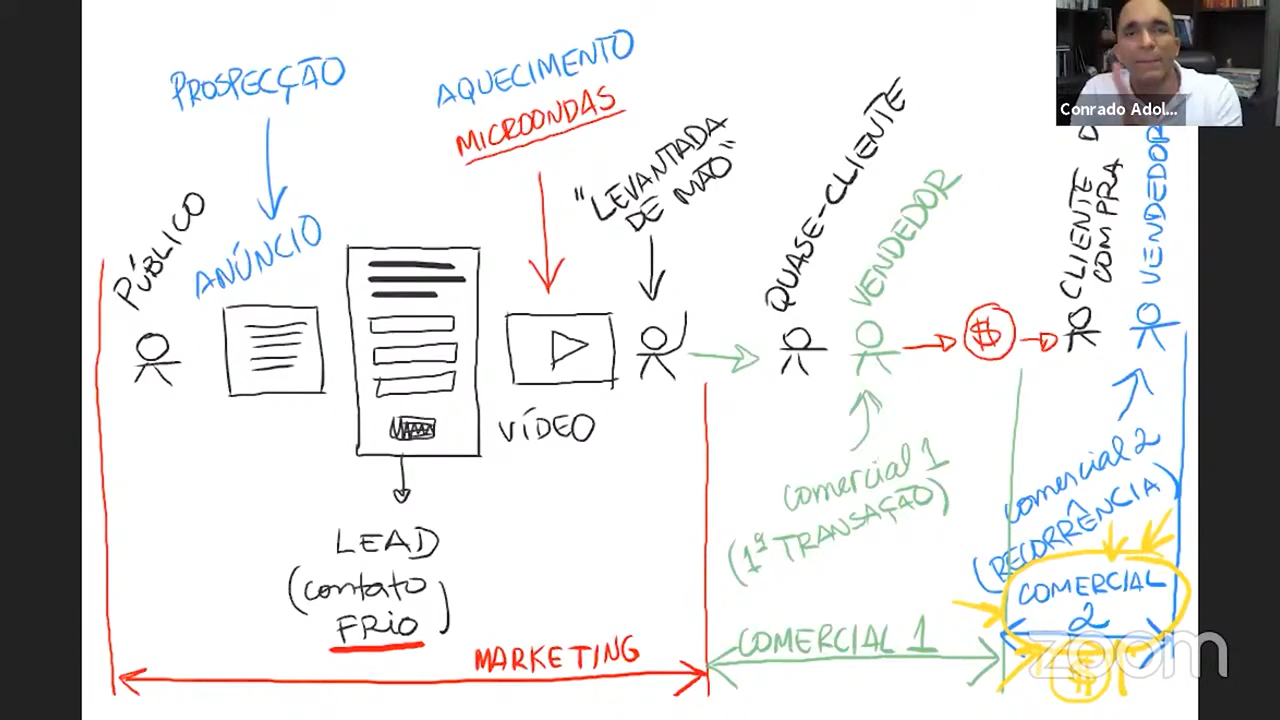 PROSPECÇÃO
AQUECIMENTO
MICROONDAS
Conrado Adol...
PÚBLICO
ANÚNCIO
"LEVANTADA
DE MÃO"
QUASE-CLIENTE
VENDEDOR
$
CLIENTE
COMPRA
VENDEDOR
VÍDEO
LEAD
(contato
FRIO)
comercial 1
(1ª TRANSAÇÃO)
comercial 2
(RECORRÊNCIA)
COMERCIAL
2
MARKETING
COMERCIAL 1
$
zoom